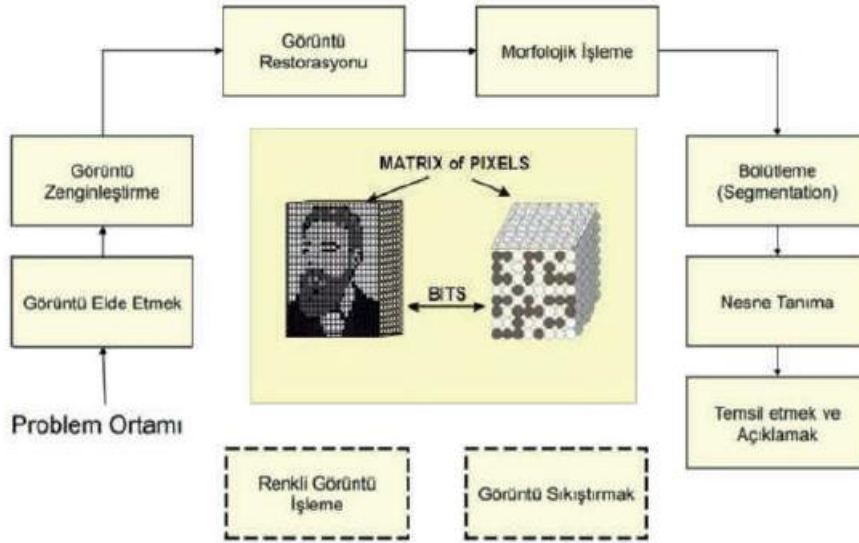 Görüntü
Restorasyonu
Morfolojik İşleme
Görüntü
Zenginleştirme
MATRIX of PIXELS
Bölütleme
(Segmentation)
Görüntü Elde Etmek
BITS
Nesne Tanıma
Problem Ortamı
Temsil etmek ve
Açıklamak
Renkli Görüntü
İşleme
Görüntü Sıkıştırmak